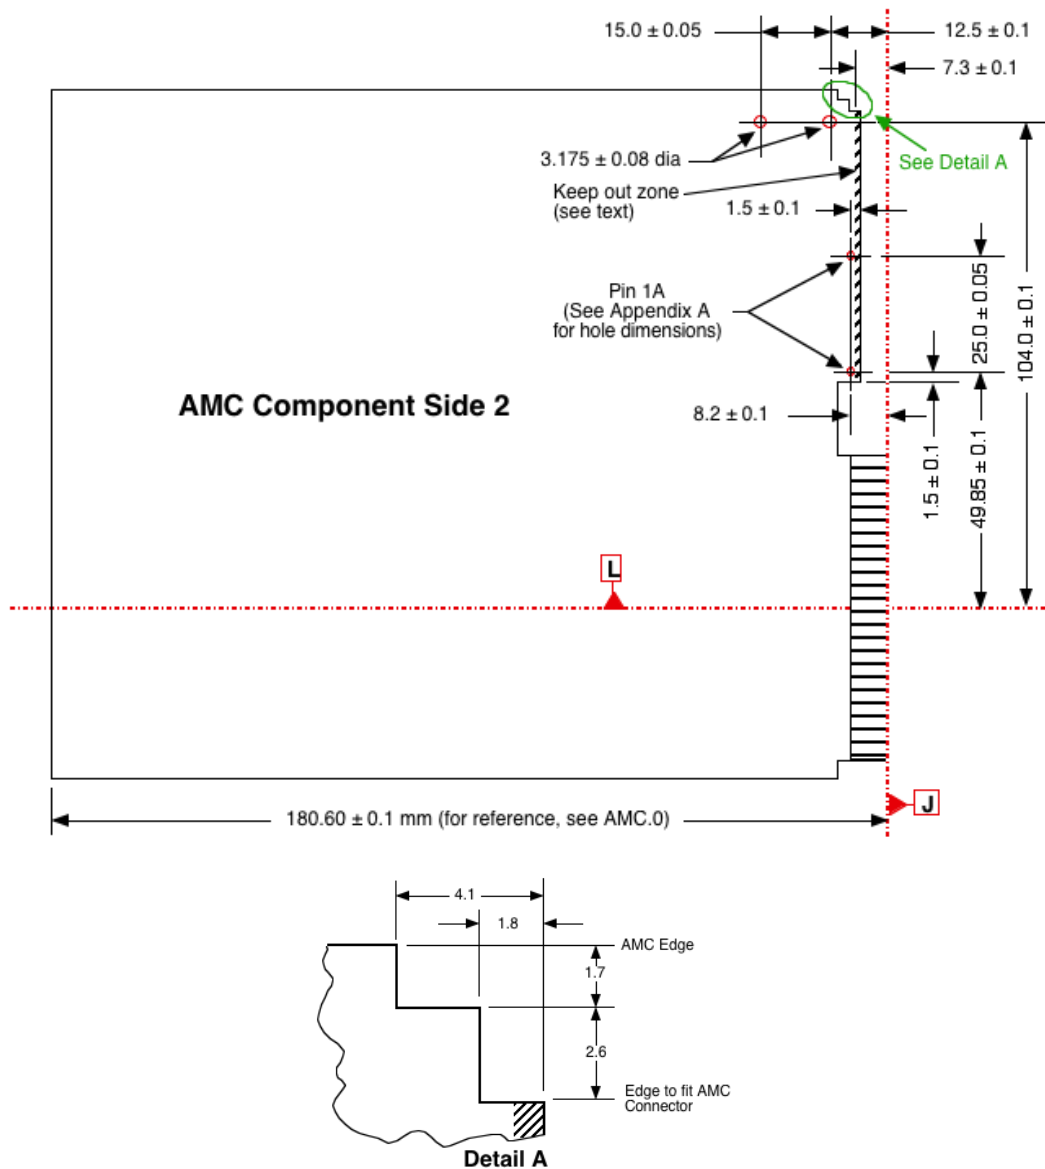 15.0 ± 0.05
12.5 ± 0.1
7.3 ± 0.1
3.175 ± 0.08 dia
See Detail A
Keep out zone
(see text)
1.5 ± 0.1
Pin 1A
(See Appendix A
for hole dimensions)
25.0 ± 0.05
104.0 ± 0.1
AMC Component Side 2
8.2 ± 0.1
1.5 ± 0.1
49.85 ± 0.1
L
J
180.60 ± 0.1 mm (for reference, see AMC.0)
4.1
1.8
AMC Edge
1.7
2.6
Edge to fit AMC
Connector
Detail A